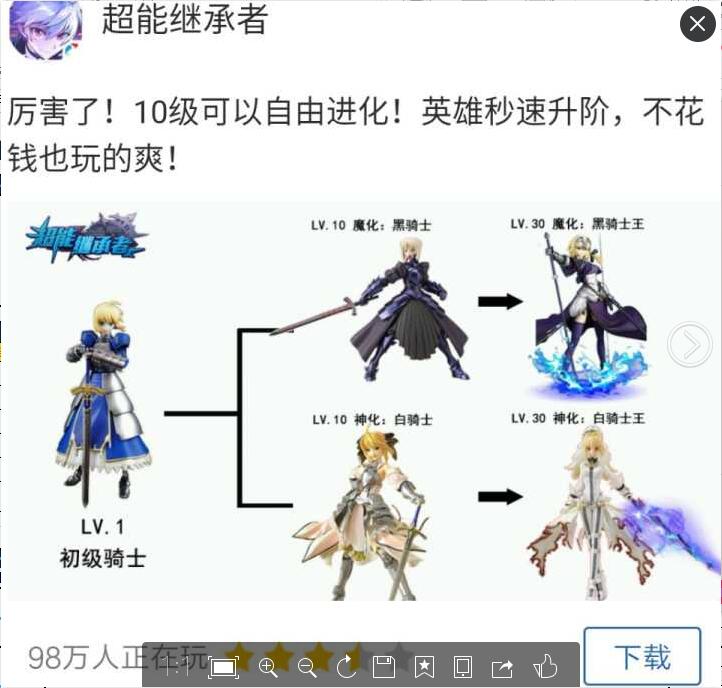 超能继承者
厉害了！10级可以自由进化！英雄秒速升阶，不花
钱也玩的爽！
超能继承者
LV.10 魔化：黑骑士
LV.30 魔化：黑骑士王
LV.10 神化：白骑士
LV.30 神化：白骑士王
LV.1
初级骑士
98万人正在玩
1:1
下载